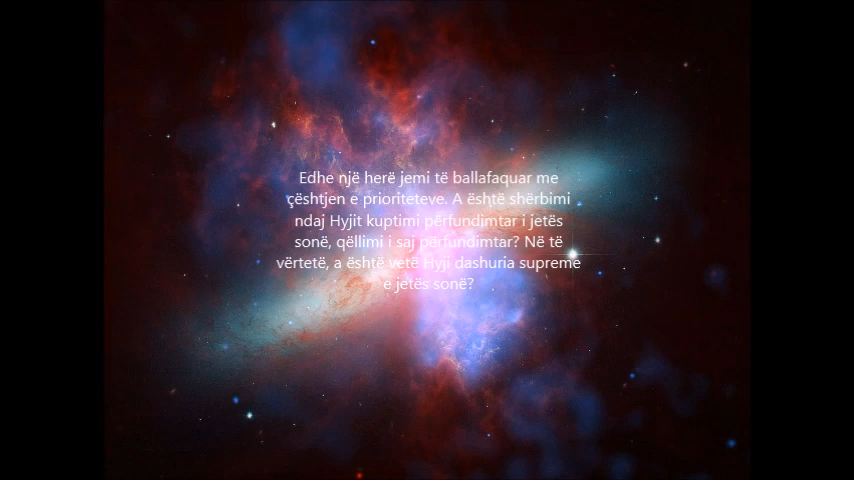 Edhe një herë jemi të ballafaquar me
çështjen e prioriteteve. A është shërbimi
ndaj Hyjit kuptimi përfundimtar i jetës
sonë, qëllimi i saj përfundimtar? Në të
vërtetë, a është vetë Hyji dashuria supreme
e jetës sonë?